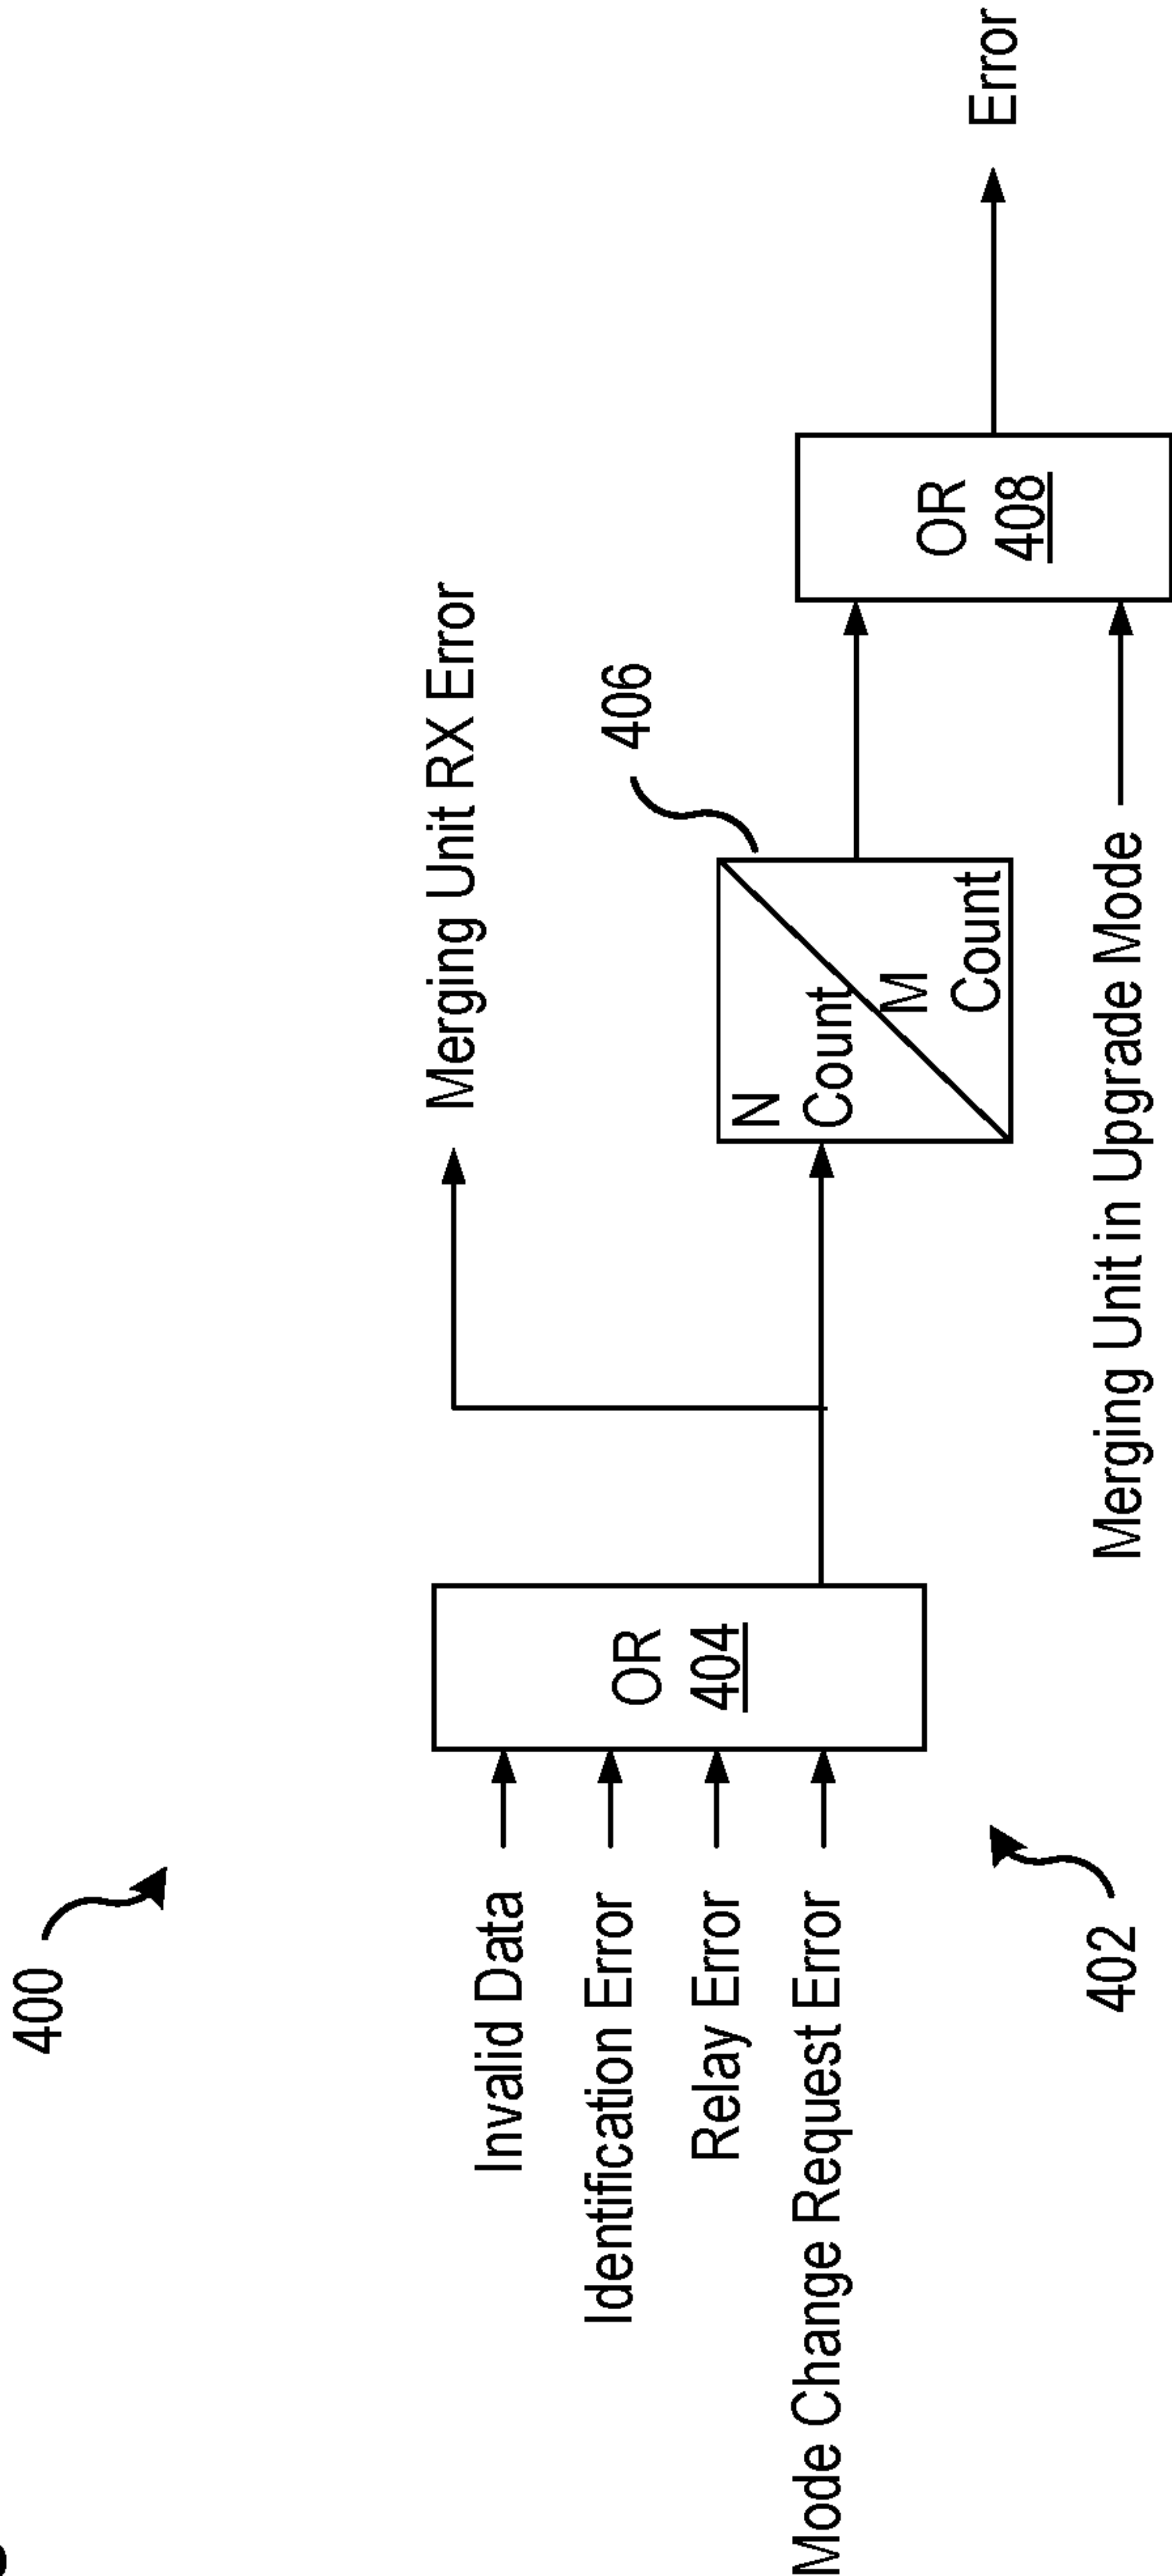 400
Merging Unit RX Error
Invalid Data
Identification Error
Relay Error
Mode Change Request Error
OR
404
406
N
Count
M
Count
OR
408
Error
Merging Unit in Upgrade Mode
402